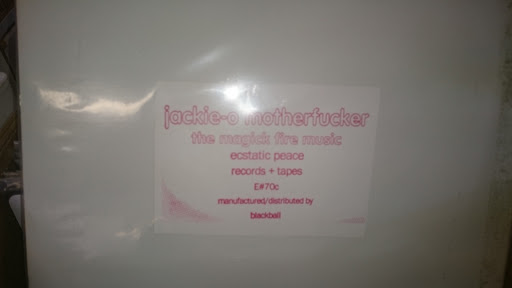 jackie-o motherfucker
the magick fire music
ecstatic peace
records + tapes
E#70c
manufactured/distributed by
blackball